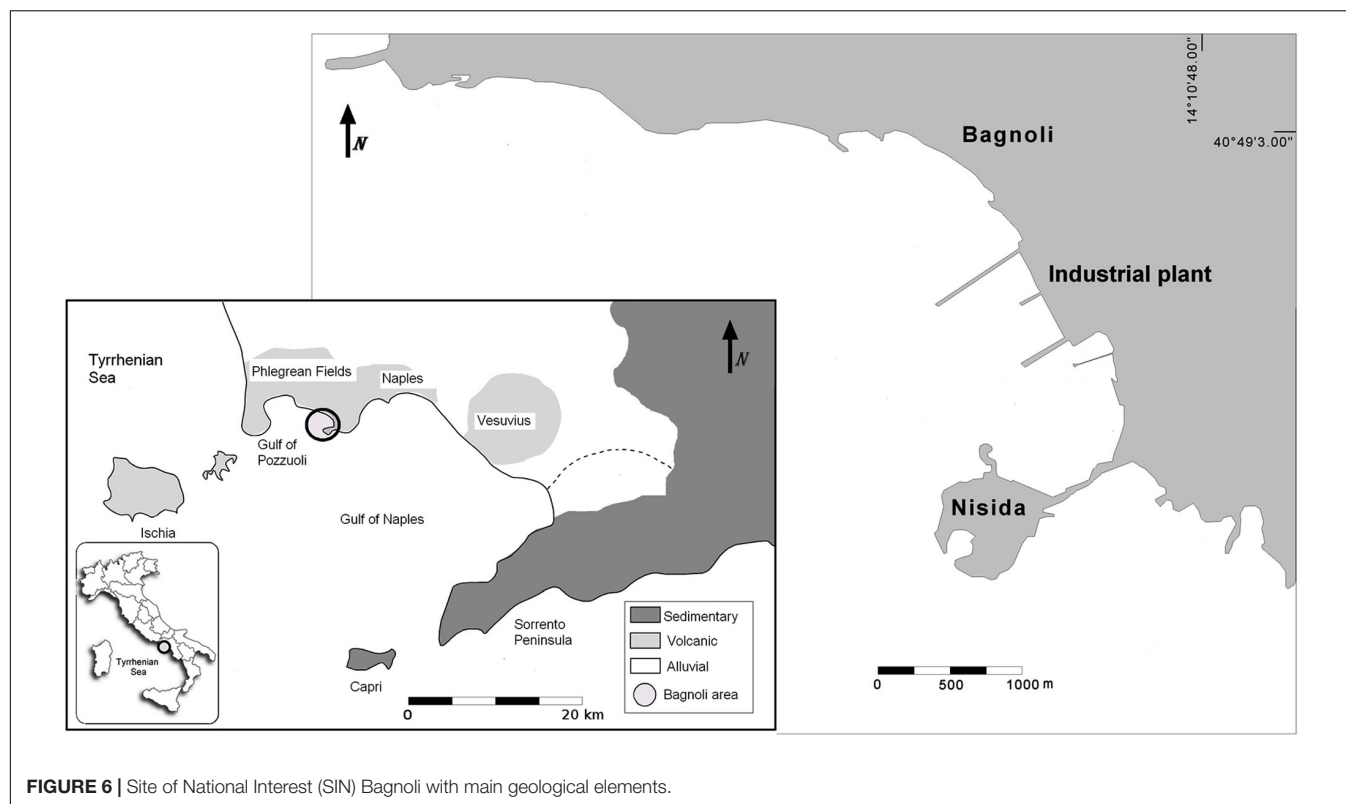 14°10'48.00"
40°49'3.00"
N
Bagnoli
Industrial plant
Nisida
0 500 1000 m
N
Tyrrhenian
Sea
Phlegrean Fields
Naples
Vesuvius
Gulf of
Pozzuoli
Ischia
Gulf of Naples
Sorrento
Peninsula
Capri
0 20 km
Sedimentary
Volcanic
Alluvial
Bagnoli area
Tyrrhenian
Sea
FIGURE 6 | Site of National Interest (SIN) Bagnoli with main geological elements.